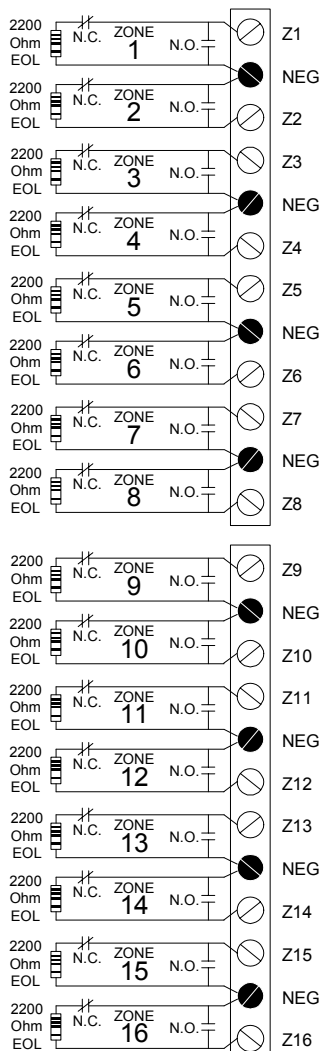 2200 Ohm EOL N.C. ZONE 1 N.O. Z1
NEG
2200 Ohm EOL N.C. ZONE 2 N.O. Z2
2200 Ohm EOL N.C. ZONE 3 N.O. Z3
NEG
2200 Ohm EOL N.C. ZONE 4 N.O. Z4
2200 Ohm EOL N.C. ZONE 5 N.O. Z5
NEG
2200 Ohm EOL N.C. ZONE 6 N.O. Z6
2200 Ohm EOL N.C. ZONE 7 N.O. Z7
NEG
2200 Ohm EOL N.C. ZONE 8 N.O. Z8
2200 Ohm EOL N.C. ZONE 9 N.O. Z9
NEG
2200 Ohm EOL N.C. ZONE 10 N.O. Z10
2200 Ohm EOL N.C. ZONE 11 N.O. Z11
NEG
2200 Ohm EOL N.C. ZONE 12 N.O. Z12
2200 Ohm EOL N.C. ZONE 13 N.O. Z13
NEG
2200 Ohm EOL N.C. ZONE 14 N.O. Z14
2200 Ohm EOL N.C. ZONE 15 N.O. Z15
NEG
2200 Ohm EOL N.C. ZONE 16 N.O. Z16